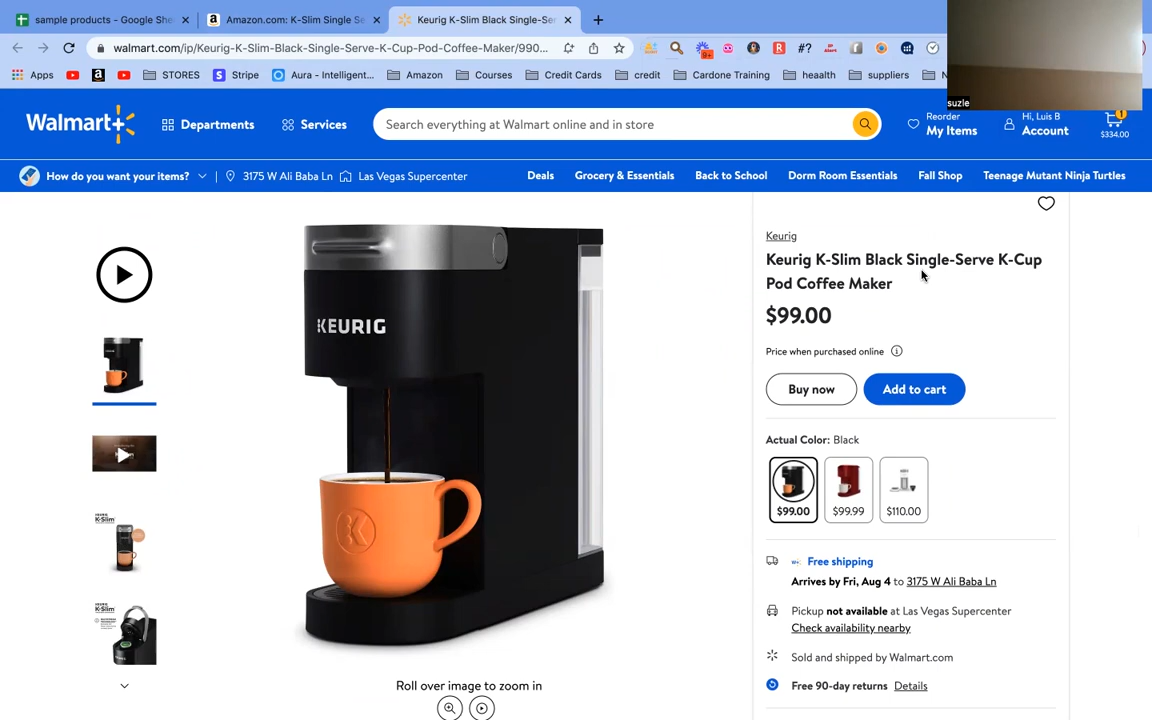 sample products - Google She
Amazon.com: K-Slim Single Se
Keurig K-Slim Black Single-Ser
walmart.com/ip/Keurig-K-Slim-Black-Single-Serve-K-Cup-Pod-Coffee-Maker/990...
Apps
STORES
Stripe
Aura - Intelligent...
Amazon
Courses
Credit Cards
credit
Cardone Training
heaalth
suppliers
suzie
Walmart+
Departments
Services
Search everything at Walmart online and in store
Reorder
My Items
Hi, Luis B
Account
1
$334.00
How do you want your items?
3175 W Ali Baba Ln
Las Vegas Supercenter
Deals
Grocery & Essentials
Back to School
Dorm Room Essentials
Fall Shop
Teenage Mutant Ninja Turtles
KEURIG
Roll over image to zoom in
Keurig
Keurig K-Slim Black Single-Serve K-Cup
Pod Coffee Maker
$99.00
Price when purchased online
Buy now
Add to cart
Actual Color: Black
$99.00
$99.99
$110.00
Free shipping
Arrives by Fri, Aug 4 to 3175 W Ali Baba Ln
Pickup not available at Las Vegas Supercenter
Check availability nearby
Sold and shipped by Walmart.com
Free 90-day returns Details